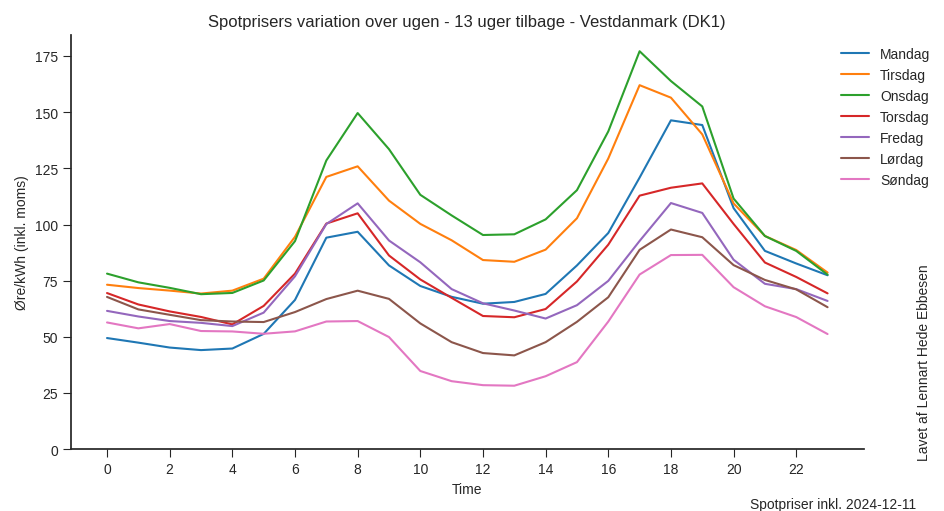 Spotprisers variation over ugen - 13 uger tilbage - Vestdanmark (DK1)
Øre/kWh (inkl. moms)
175
150
125
100
75
50
25
0
0 2 4 6 8 10 12 14 16 18 20 22
Time
Mandag
Tirsdag
Onsdag
Torsdag
Fredag
Lørdag
Søndag
Lavet af Lennart Hede Ebbesen
Spotpriser inkl. 2024-12-11